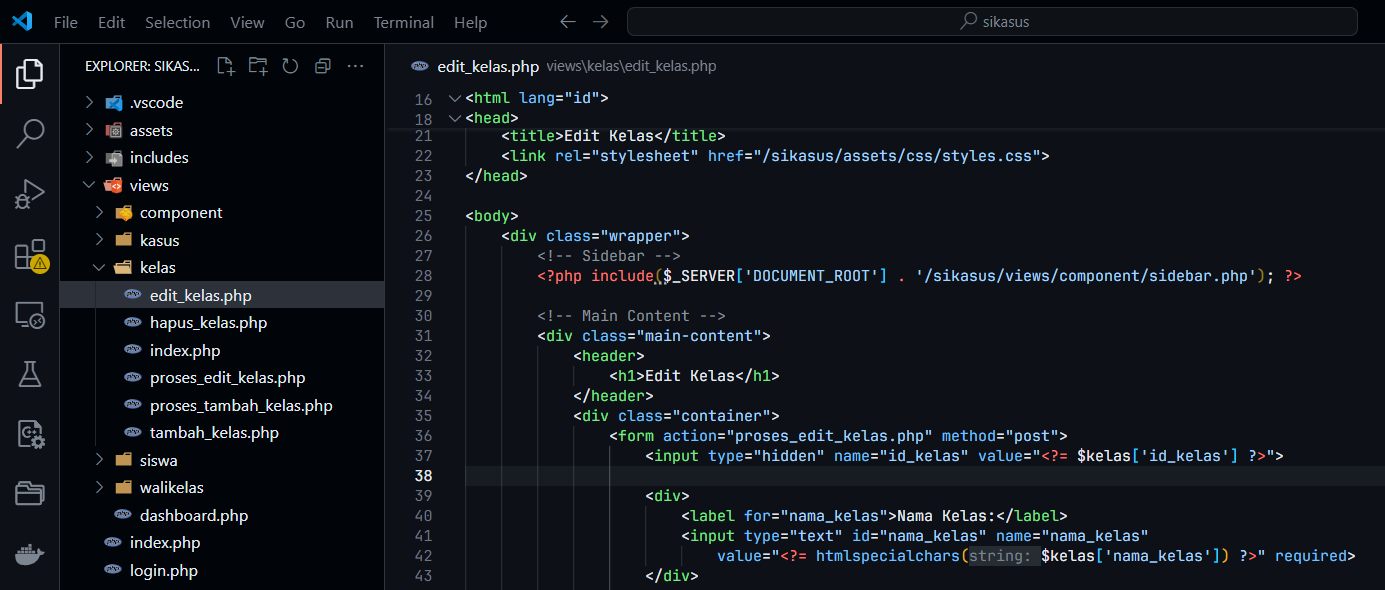 File Edit Selection View Go Run Terminal Help
sikasus
EXPLORER: SIKAS...
.vscode
assets
includes
views
component
kasus
kelas
edit_kelas.php
hapus_kelas.php
index.php
proses_edit_kelas.php
proses_tambah_kelas.php
tambah_kelas.php
siswa
walikelas
dashboard.php
index.php
login.php
edit_kelas.php views\kelas\edit_kelas.php
16 <html lang="id">
18 <head>
21 <title>Edit Kelas</title>
22 <link rel="stylesheet" href="/sikasus/assets/css/styles.css">
23 </head>
24
25 <body>
26 <div class="wrapper">
27 <!-- Sidebar -->
28 <?php include($_SERVER['DOCUMENT_ROOT'] . '/sikasus/views/component/sidebar.php'); ?>
29
30 <!-- Main Content -->
31 <div class="main-content">
32 <header>
33 <h1>Edit Kelas</h1>
34 </header>
35 <div class="container">
36 <form action="proses_edit_kelas.php" method="post">
37 <input type="hidden" name="id_kelas" value="<?= $kelas['id_kelas'] ?>">
38
39 <div>
40 <label for="nama_kelas">Nama Kelas:</label>
41 <input type="text" id="nama_kelas" name="nama_kelas"
42 value="<?= htmlspecialchars(string: $kelas['nama_kelas']) ?>" required>
43 </div>